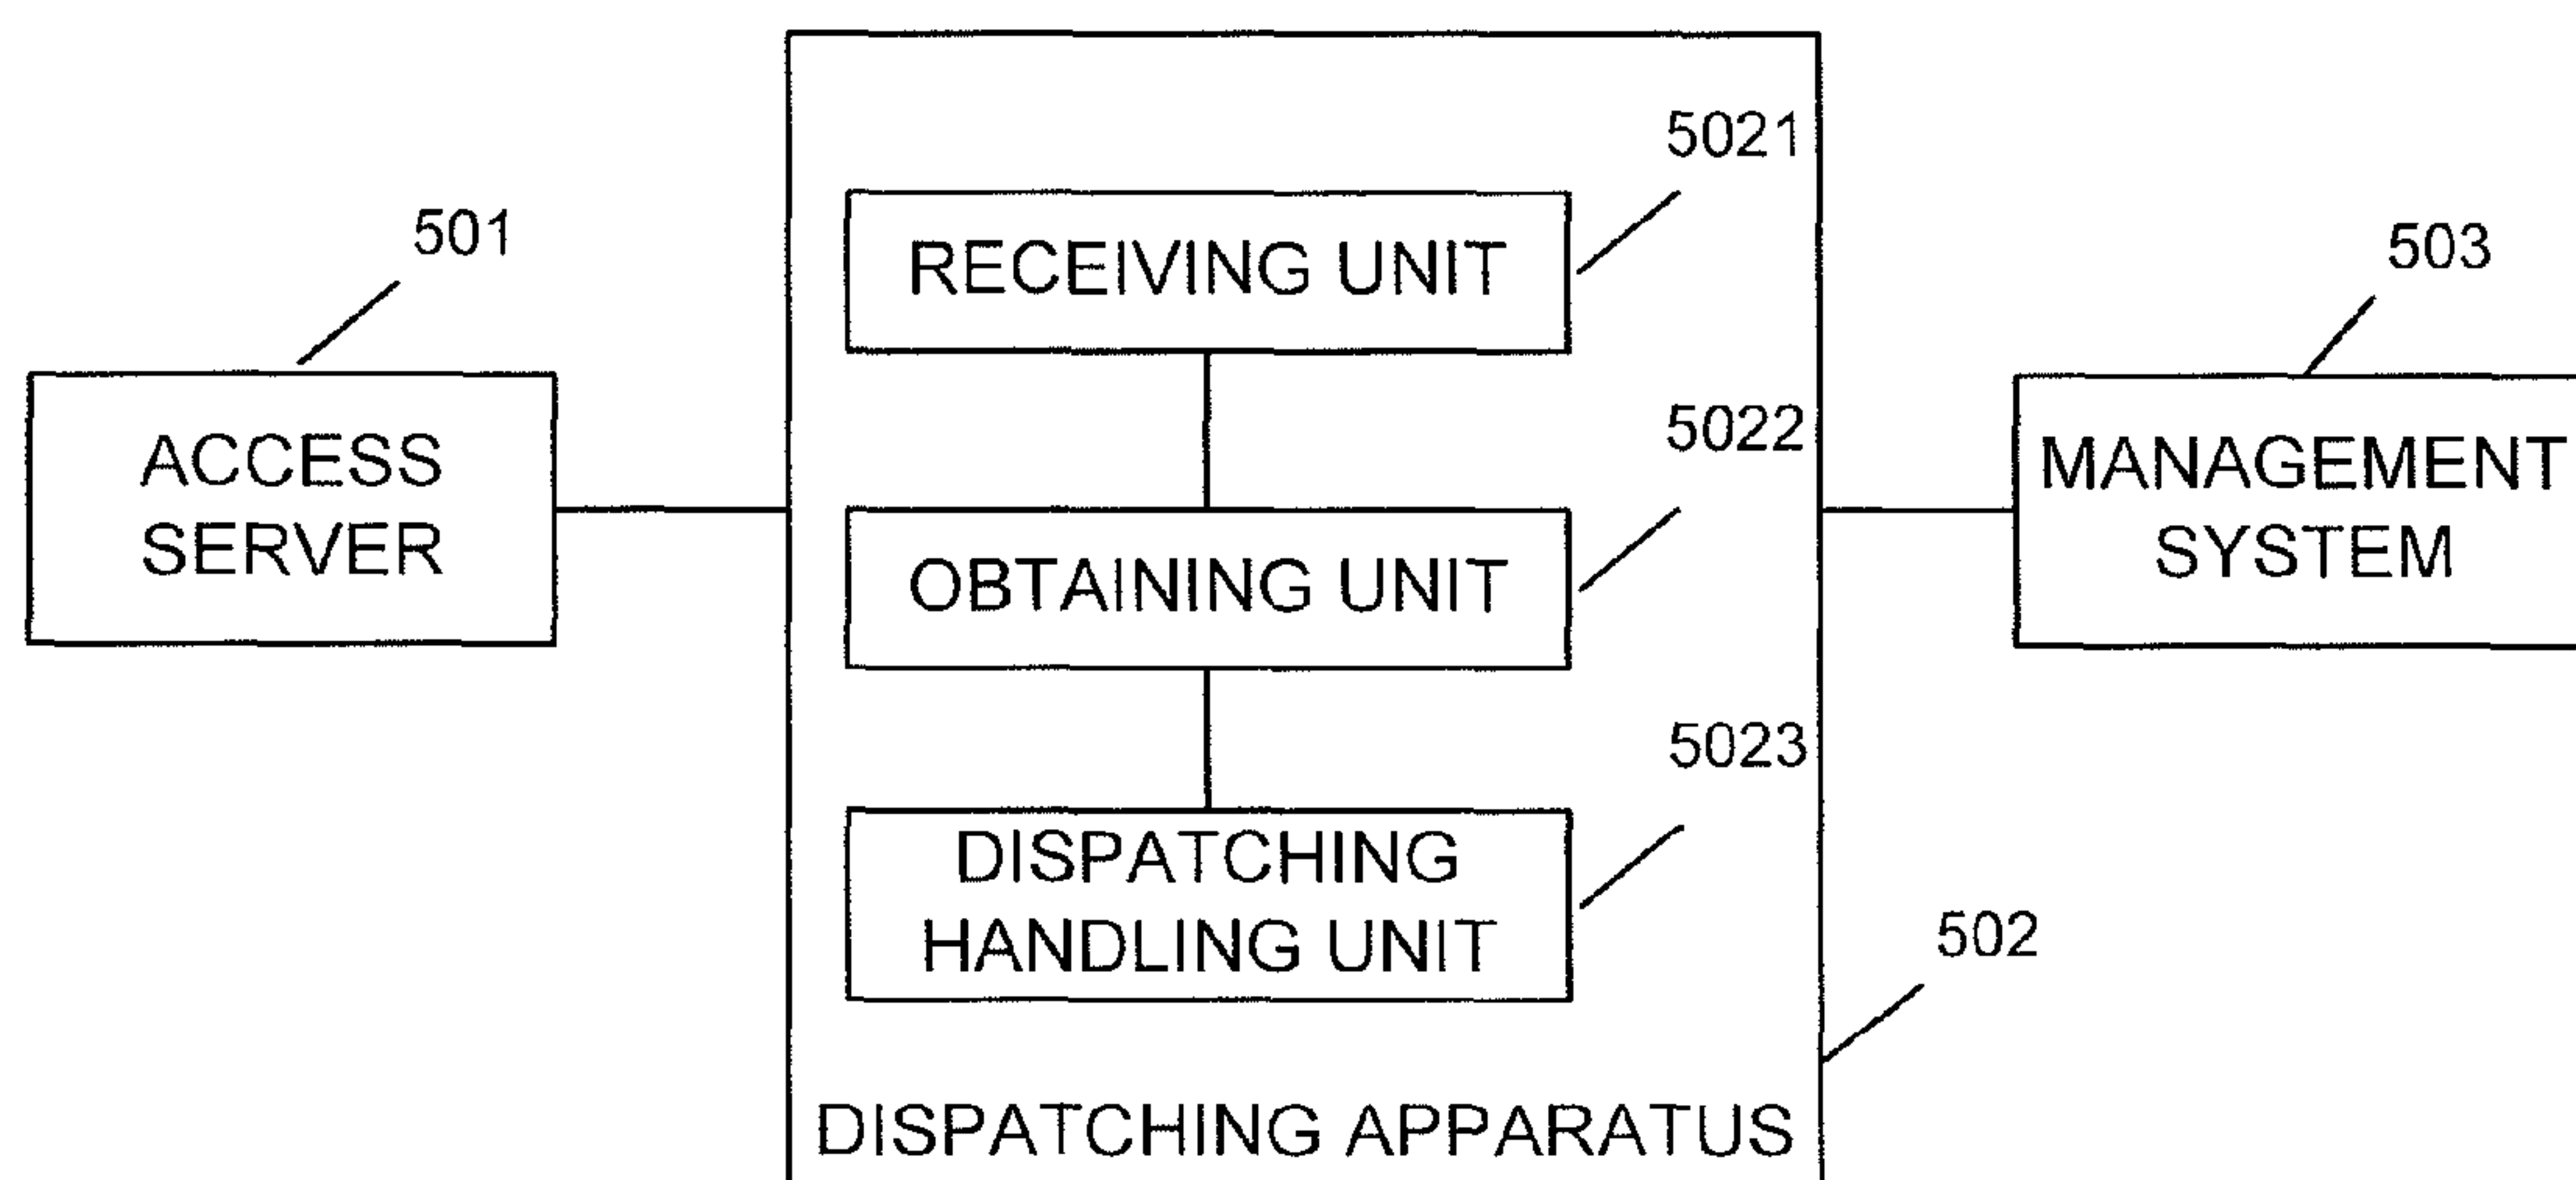 501
ACCESS
SERVER
5021
RECEIVING UNIT
5022
OBTAINING UNIT
5023
DISPATCHING
HANDLING UNIT
DISPATCHING APPARATUS
502
503
MANAGEMENT
SYSTEM